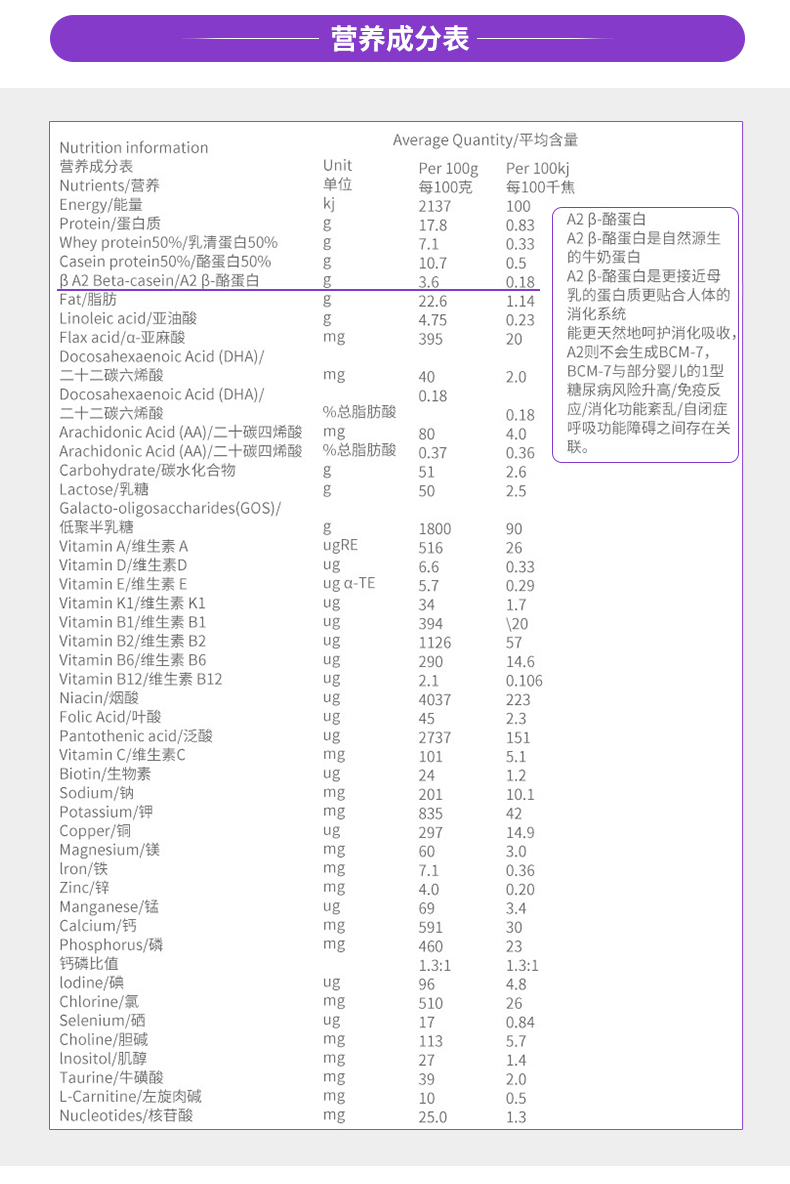 营养成分表
Average Quantity/平均含量
Nutrition information
营养成分表 Unit Per 100g Per 100kj
Nutrients/营养 单位 每100克 每100千焦
Energy/能量 kj 2137 100
Protein/蛋白质 g 17.8 0.83
Whey protein50%/乳清蛋白50% g 7.1 0.33
Casein protein50%/酪蛋白50% g 10.7 0.5
β A2 Beta-casein/A2 β-酪蛋白 g 3.6 0.18
Fat/脂肪 g 22.6 1.14
Linoleic acid/亚油酸 g 4.75 0.23
Flax acid/α-亚麻酸 mg 395 20
Docosahexaenoic Acid (DHA)/
二十二碳六烯酸 mg 40 2.0
Docosahexaenoic Acid (DHA)/ 0.18
二十二碳六烯酸 %总脂肪酸 0.18
Arachidonic Acid (AA)/二十碳四烯酸 mg 80 4.0
Arachidonic Acid (AA)/二十碳四烯酸 %总脂肪酸 0.37 0.36
Carbohydrate/碳水化合物 g 51 2.6
Lactose/乳糖 g 50 2.5
Galacto-oligosaccharides(GOS)/
低聚半乳糖 g 1800 90
Vitamin A/维生素 A ugRE 516 26
Vitamin D/维生素D ug 6.6 0.33
Vitamin E/维生素 E ug α-TE 5.7 0.29
Vitamin K1/维生素 K1 ug 34 1.7
Vitamin B1/维生素 B1 ug 394 \20
Vitamin B2/维生素 B2 ug 1126 57
Vitamin B6/维生素 B6 ug 290 14.6
Vitamin B12/维生素 B12 ug 2.1 0.106
Niacin/烟酸 ug 4037 223
Folic Acid/叶酸 ug 45 2.3
Pantothenic acid/泛酸 ug 2737 151
Vitamin C/维生素C mg 101 5.1
Biotin/生物素 ug 24 1.2
Sodium/钠 mg 201 10.1
Potassium/钾 mg 835 42
Copper/铜 ug 297 14.9
Magnesium/镁 mg 60 3.0
lron/铁 mg 7.1 0.36
Zinc/锌 mg 4.0 0.20
Manganese/锰 ug 69 3.4
Calcium/钙 mg 591 30
Phosphorus/磷 mg 460 23
钙磷比值 1.3:1 1.3:1
lodine/碘 ug 96 4.8
Chlorine/氯 mg 510 26
Selenium/硒 ug 17 0.84
Choline/胆碱 mg 113 5.7
Inositol/肌醇 mg 27 1.4
Taurine/牛磺酸 mg 39 2.0
L-Carnitine/左旋肉碱 mg 10 0.5
Nucleotides/核苷酸 mg 25.0 1.3
A2 β-酪蛋白
A2 β-酪蛋白是自然源生
的牛奶蛋白
A2 β-酪蛋白是更接近母
乳的蛋白质更贴合人体的
消化系统
能更天然地呵护消化吸收，
A2则不会生成BCM-7，
BCM-7与部分婴儿的1型
糖尿病风险升高/免疫反
应/消化功能紊乱/自闭症
呼吸功能障碍之间存在关
联。